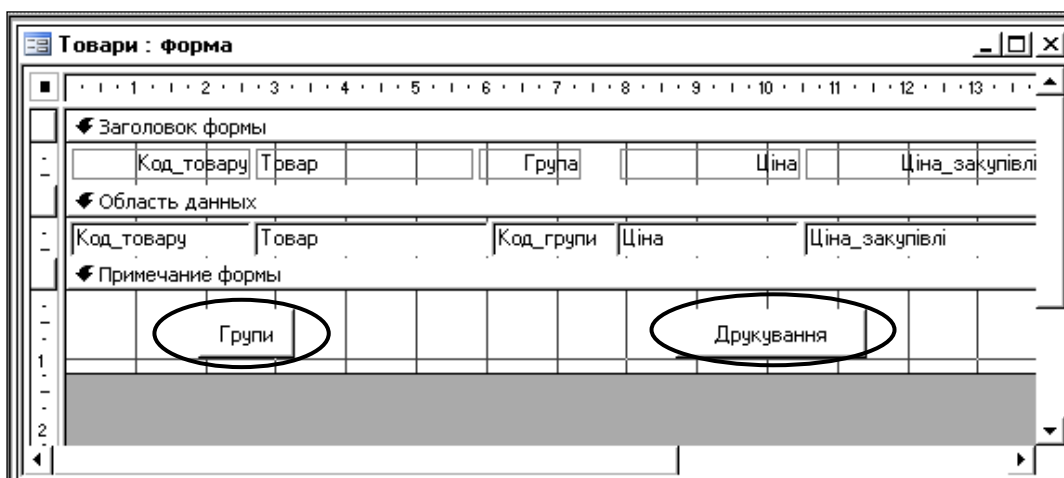 Товари : форма
1 2 3 4 5 6 7 8 9 10 11 12 13
Заголовок формы
Код_товару Товар Група Ціна Ціна_закупівлі
Область данных
Код_товару Товар Код_групи Ціна Ціна_закупівлі
Примечание формы
Групи Друкування
1
2